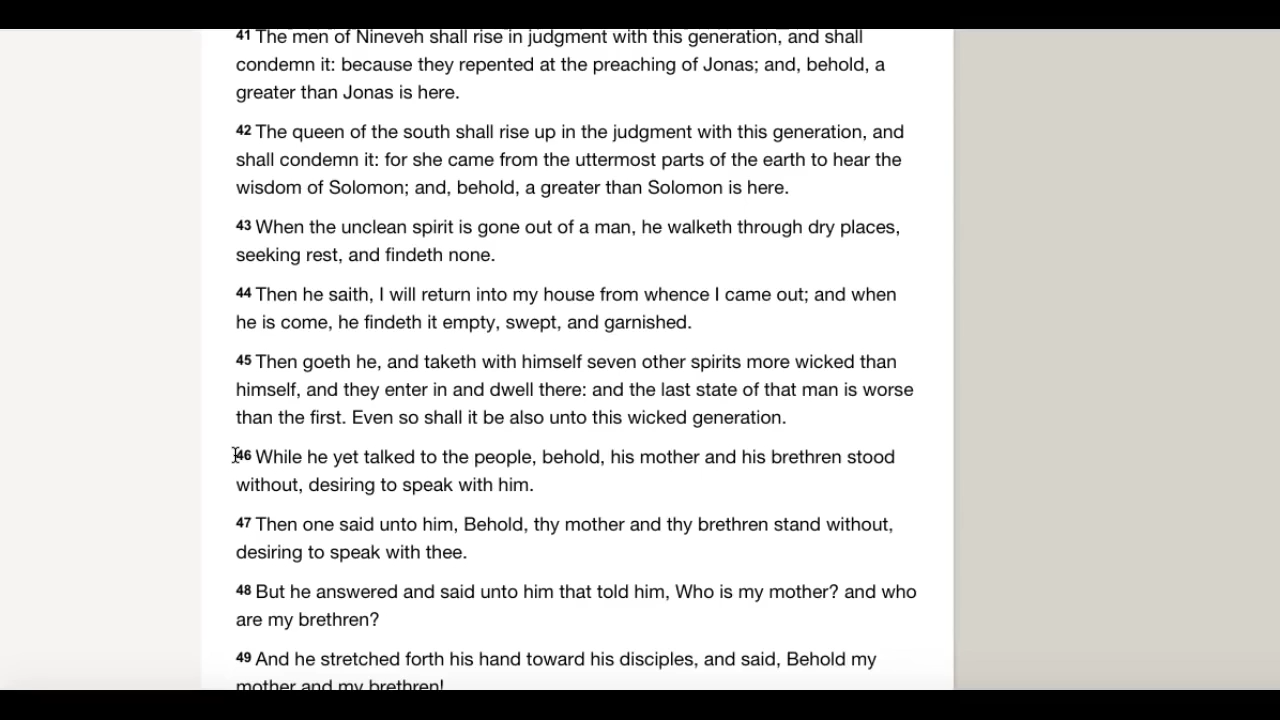 41 The men of Nineveh shall rise in judgment with this generation, and shall
condemn it: because they repented at the preaching of Jonas; and, behold, a
greater than Jonas is here.
42 The queen of the south shall rise up in the judgment with this generation, and
shall condemn it: for she came from the uttermost parts of the earth to hear the
wisdom of Solomon; and, behold, a greater than Solomon is here.
43 When the unclean spirit is gone out of a man, he walketh through dry places,
seeking rest, and findeth none.
44 Then he saith, I will return into my house from whence I came out; and when
he is come, he findeth it empty, swept, and garnished.
45 Then goeth he, and taketh with himself seven other spirits more wicked than
himself, and they enter in and dwell there: and the last state of that man is worse
than the first. Even so shall it be also unto this wicked generation.
46 While he yet talked to the people, behold, his mother and his brethren stood
without, desiring to speak with him.
47 Then one said unto him, Behold, thy mother and thy brethren stand without,
desiring to speak with thee.
48 But he answered and said unto him that told him, Who is my mother? and who
are my brethren?
49 And he stretched forth his hand toward his disciples, and said, Behold my
mother and my brethren!